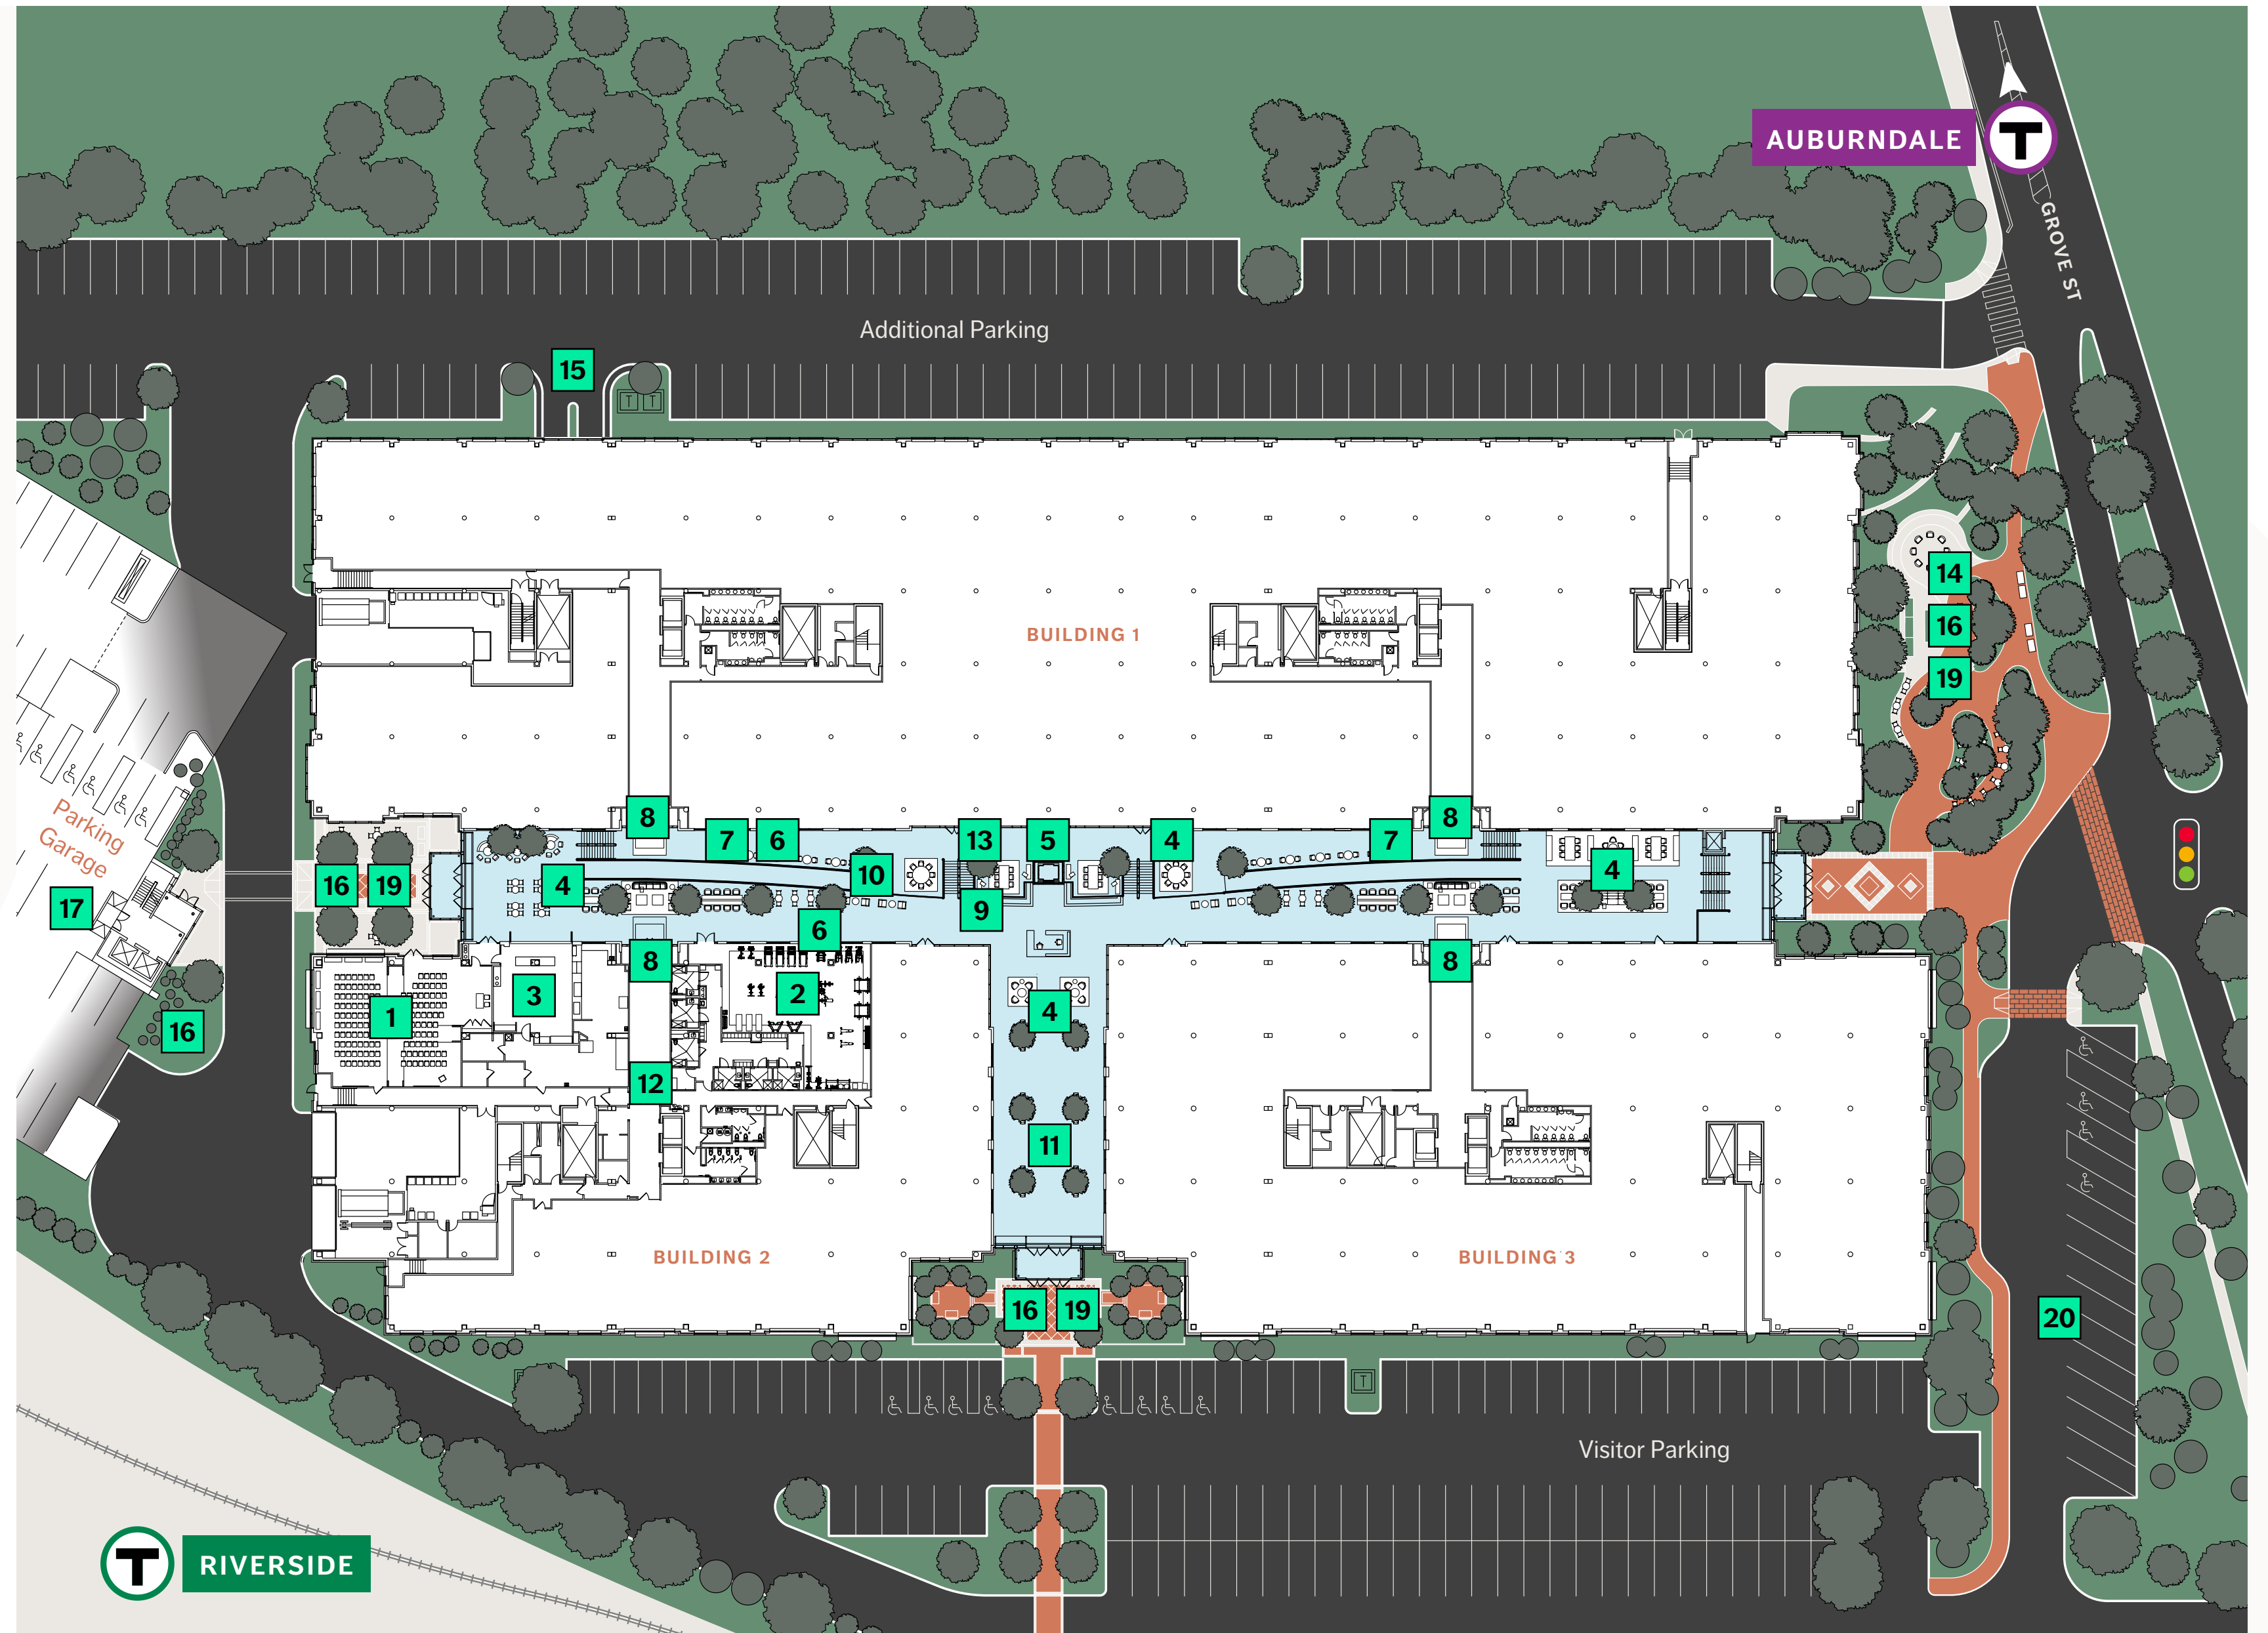 AUBURNDALE
T
GROVE ST
Additional Parking
15
T T
BUILDING 1
14
16
19
Parking
Garage
8
7
6
13
5
4
7
8
4
10
16
19
4
17
9
6
8
8
3
2
4
1
16
12
11
BUILDING 2
BUILDING 3
16
19
20
T
Visitor Parking
T
RIVERSIDE